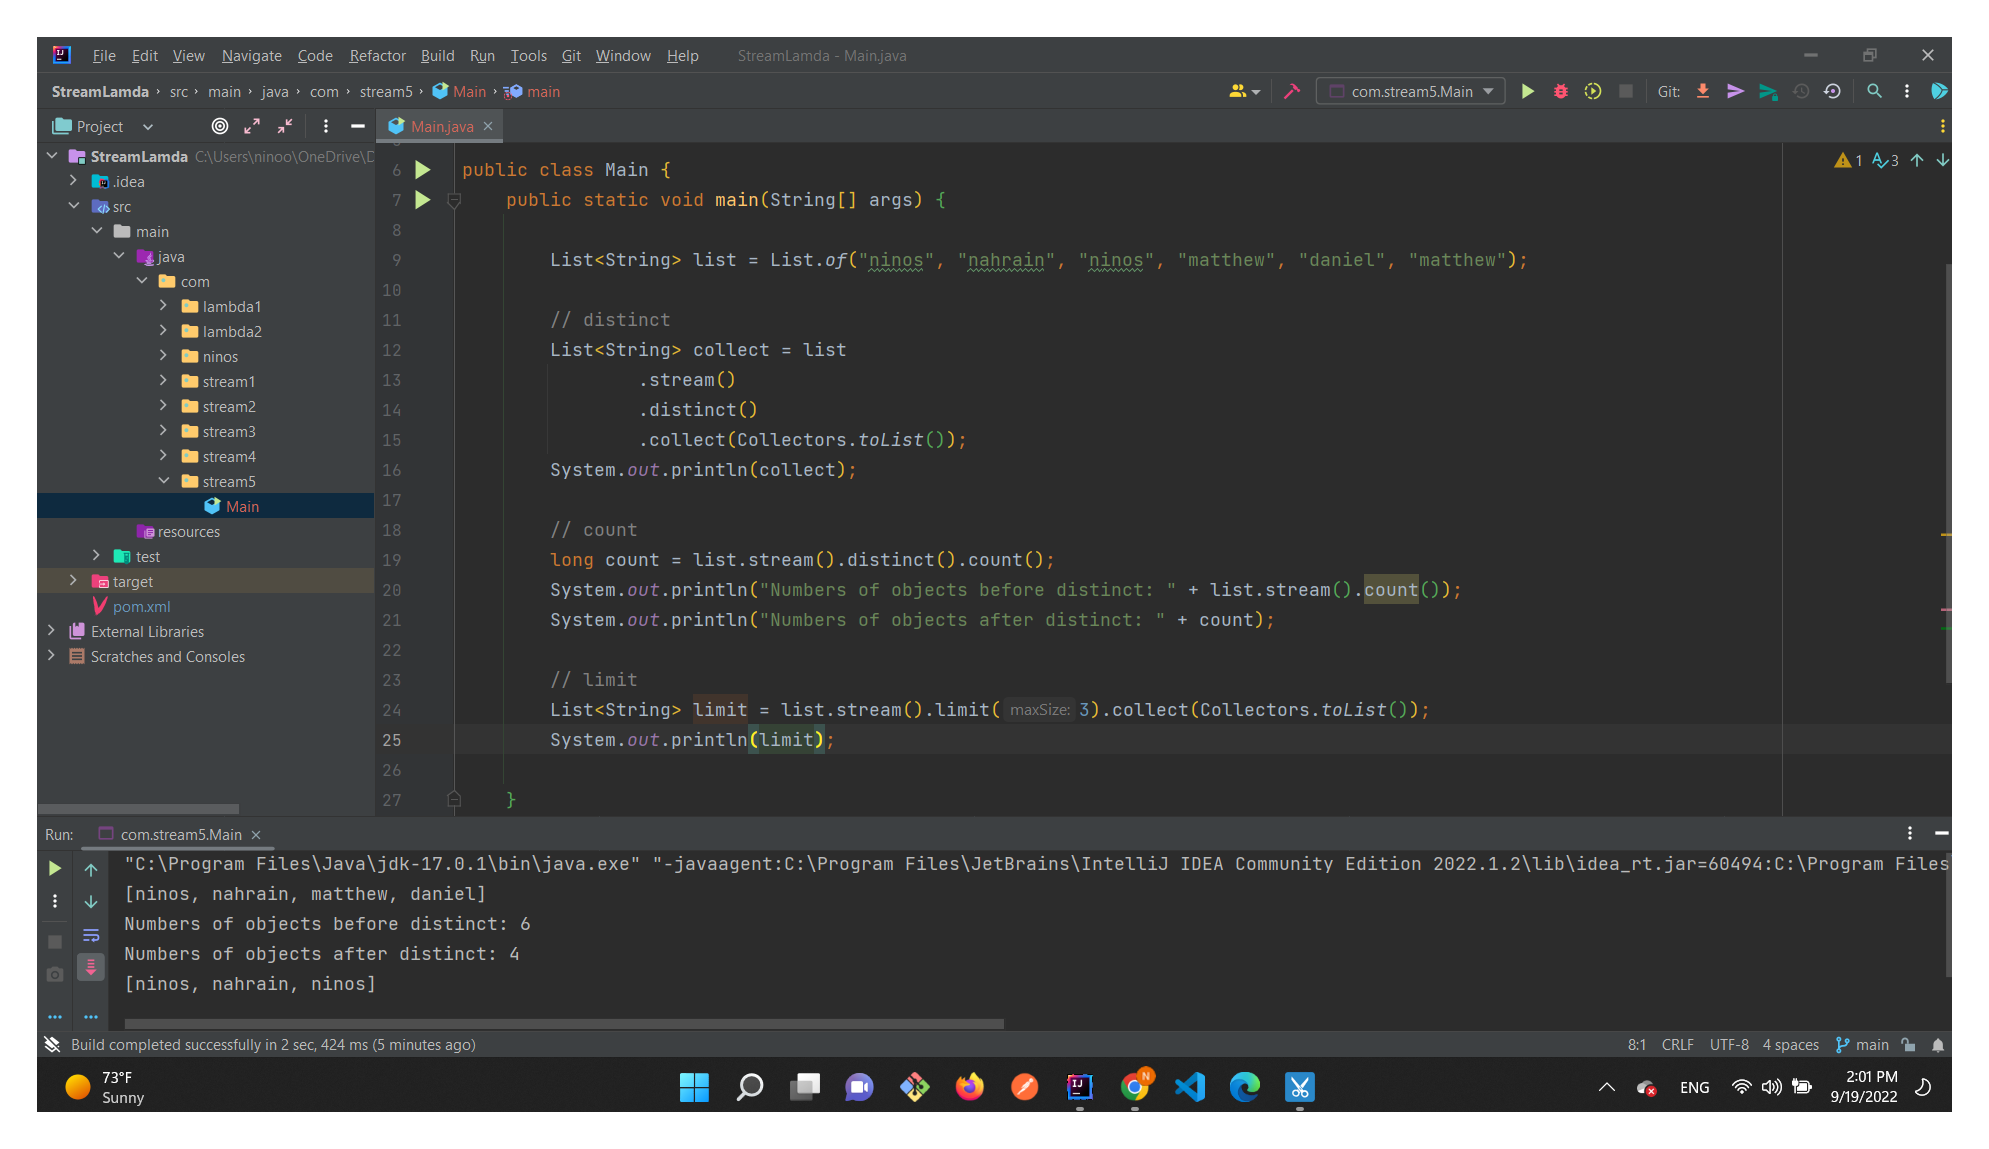 File Edit View Navigate Code Refactor Build Run Tools Git Window Help StreamLamda - Main.java
StreamLamda › src › main › java › com › stream5 › Main › main com.stream5.Main Git:
Project Main.java
StreamLamda C:\Users\ninoo\OneDrive\D
.idea
src
main
java
com
lambda1
lambda2
ninos
stream1
stream2
stream3
stream4
stream5
Main
resources
test
target
pom.xml
External Libraries
Scratches and Consoles
1 3
6 public class Main {
7 public static void main(String[] args) {
8
9 List<String> list = List.of("ninos", "nahrain", "ninos", "matthew", "daniel", "matthew");
10
11 // distinct
12 List<String> collect = list
13 .stream()
14 .distinct()
15 .collect(Collectors.toList());
16 System.out.println(collect);
17
18 // count
19 long count = list.stream().distinct().count();
20 System.out.println("Numbers of objects before distinct: " + list.stream().count());
21 System.out.println("Numbers of objects after distinct: " + count);
22
23 // limit
24 List<String> limit = list.stream().limit( maxSize: 3).collect(Collectors.toList());
25 System.out.println(limit);
26
27 }
Run: com.stream5.Main
"C:\Program Files\Java\jdk-17.0.1\bin\java.exe" "-javaagent:C:\Program Files\JetBrains\IntelliJ IDEA Community Edition 2022.1.2\lib\idea_rt.jar=60494:C:\Program Files
[ninos, nahrain, matthew, daniel]
Numbers of objects before distinct: 6
Numbers of objects after distinct: 4
[ninos, nahrain, ninos]
Build completed successfully in 2 sec, 424 ms (5 minutes ago) 8:1 CRLF UTF-8 4 spaces main
73°F
Sunny
N
ENG
2:01 PM
9/19/2022